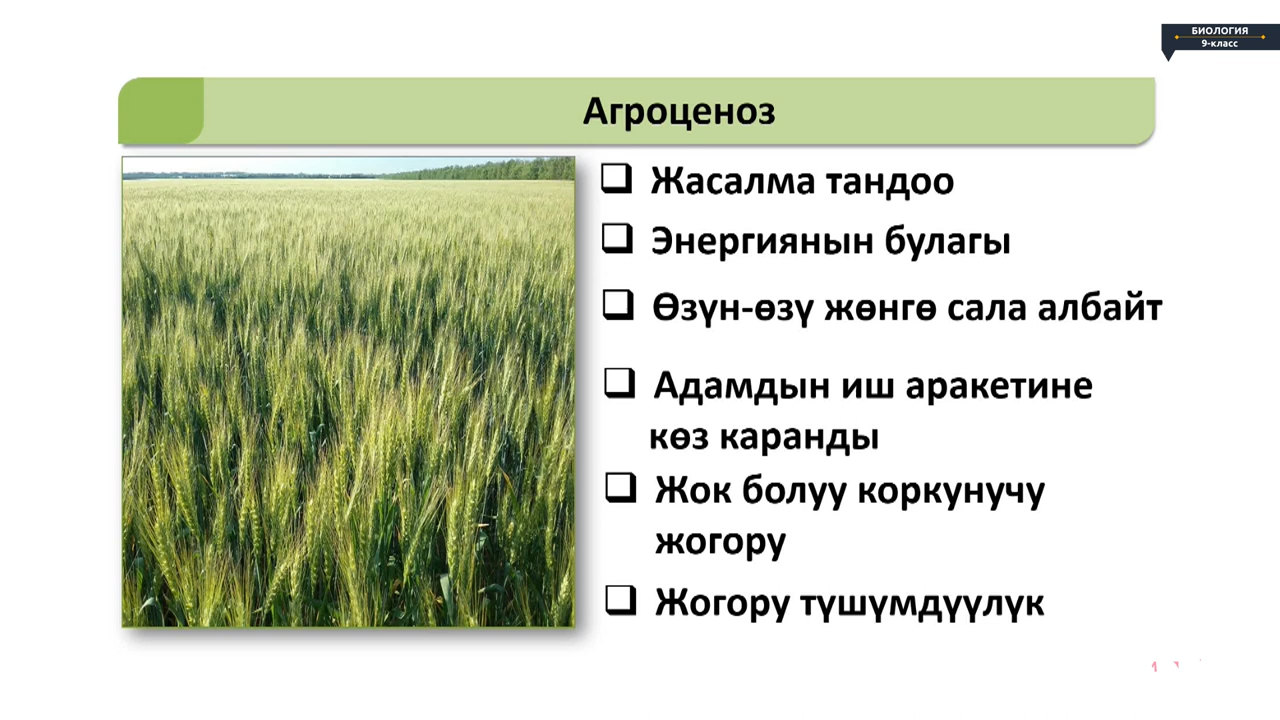 БИОЛОГИЯ
9-класс
Агроценоз
Жасалма тандоо
Энергиянын булагы
Өзүн-өзү жөнгө сала албайт
Адамдын иш аракетине
көз каранды
Жок болуу коркунучу
жогору
Жогору түшүмдүүлүк